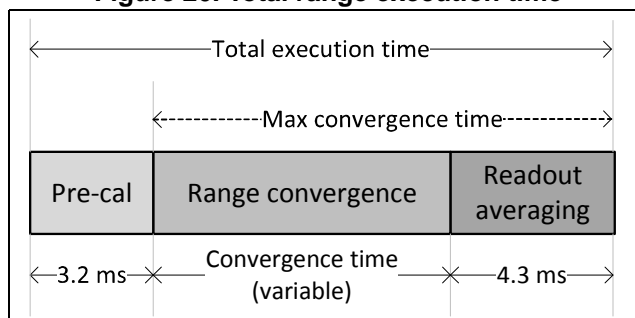 Figure 20. Total range execution time
Total execution time
Max convergence time
Pre-cal
Range convergence
Readout
averaging
3.2 ms
Convergence time
(variable)
4.3 ms